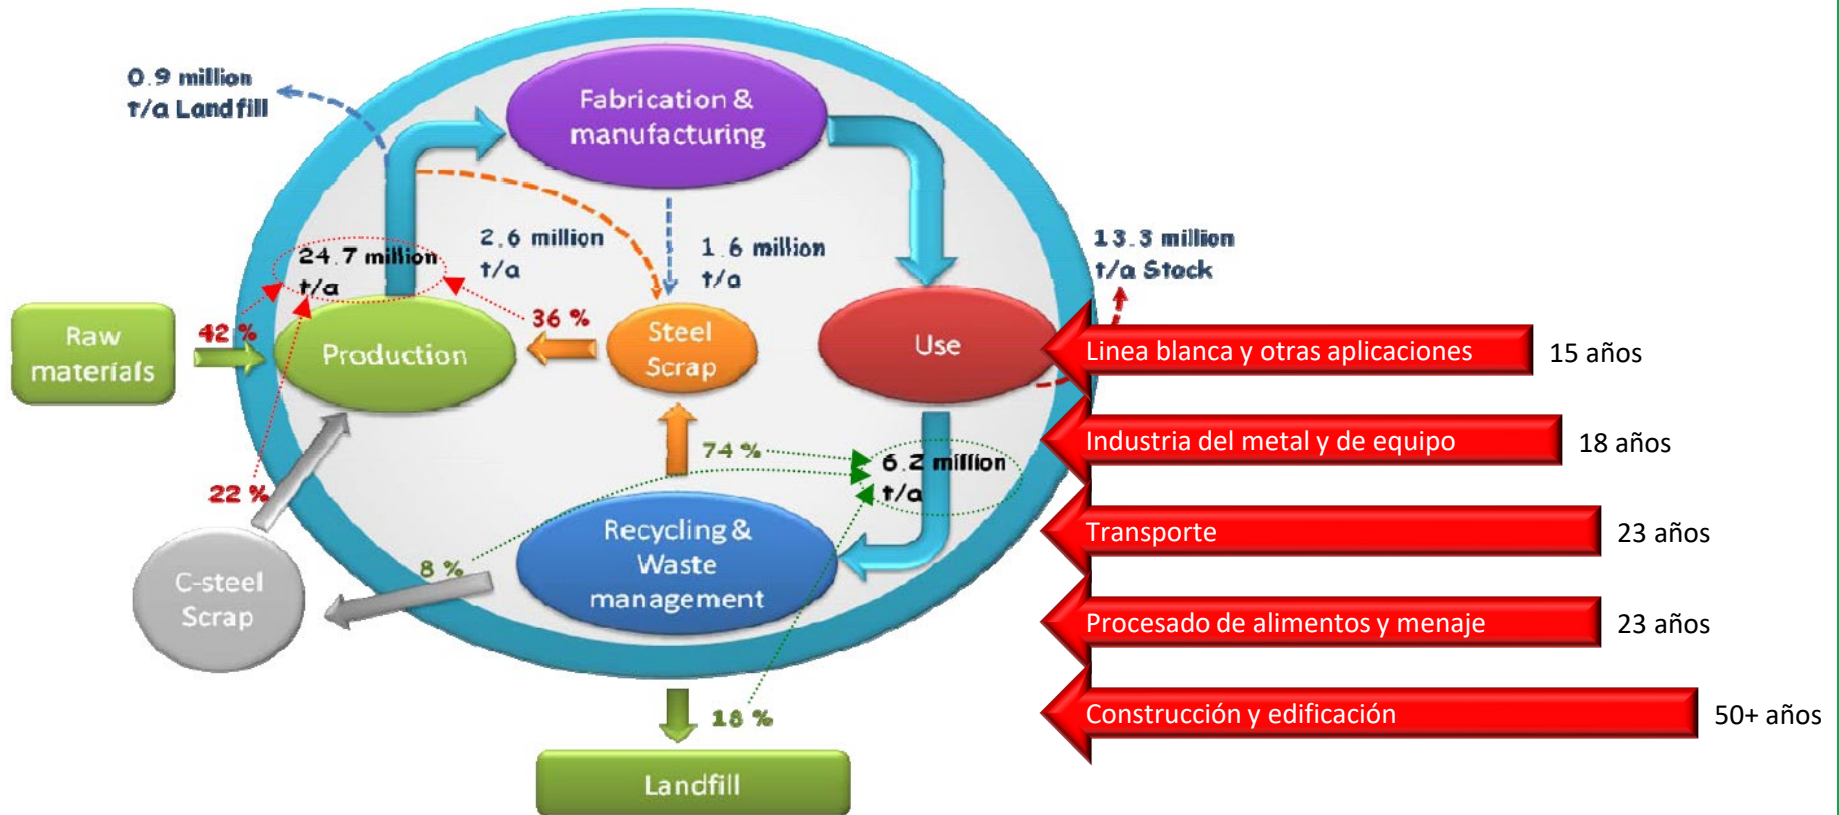 0.9 million
t/a Landfill
Fabrication &
manufacturing
24.7 million
t/a
2.6 million
t/a
1.6 million
t/a
13.3 million
t/a Stock
Raw
materials
42 %
Production
36 %
Steel
Scrap
Use
Linea blanca y otras aplicaciones
15 años
Industria del metal y de equipo
18 años
74 %
6.2 million
t/a
22 %
Transporte
23 años
Recycling &
Waste
management
8 %
C-steel
Scrap
Procesado de alimentos y menaje
23 años
18 %
Construcción y edificación
50+ años
Landfill